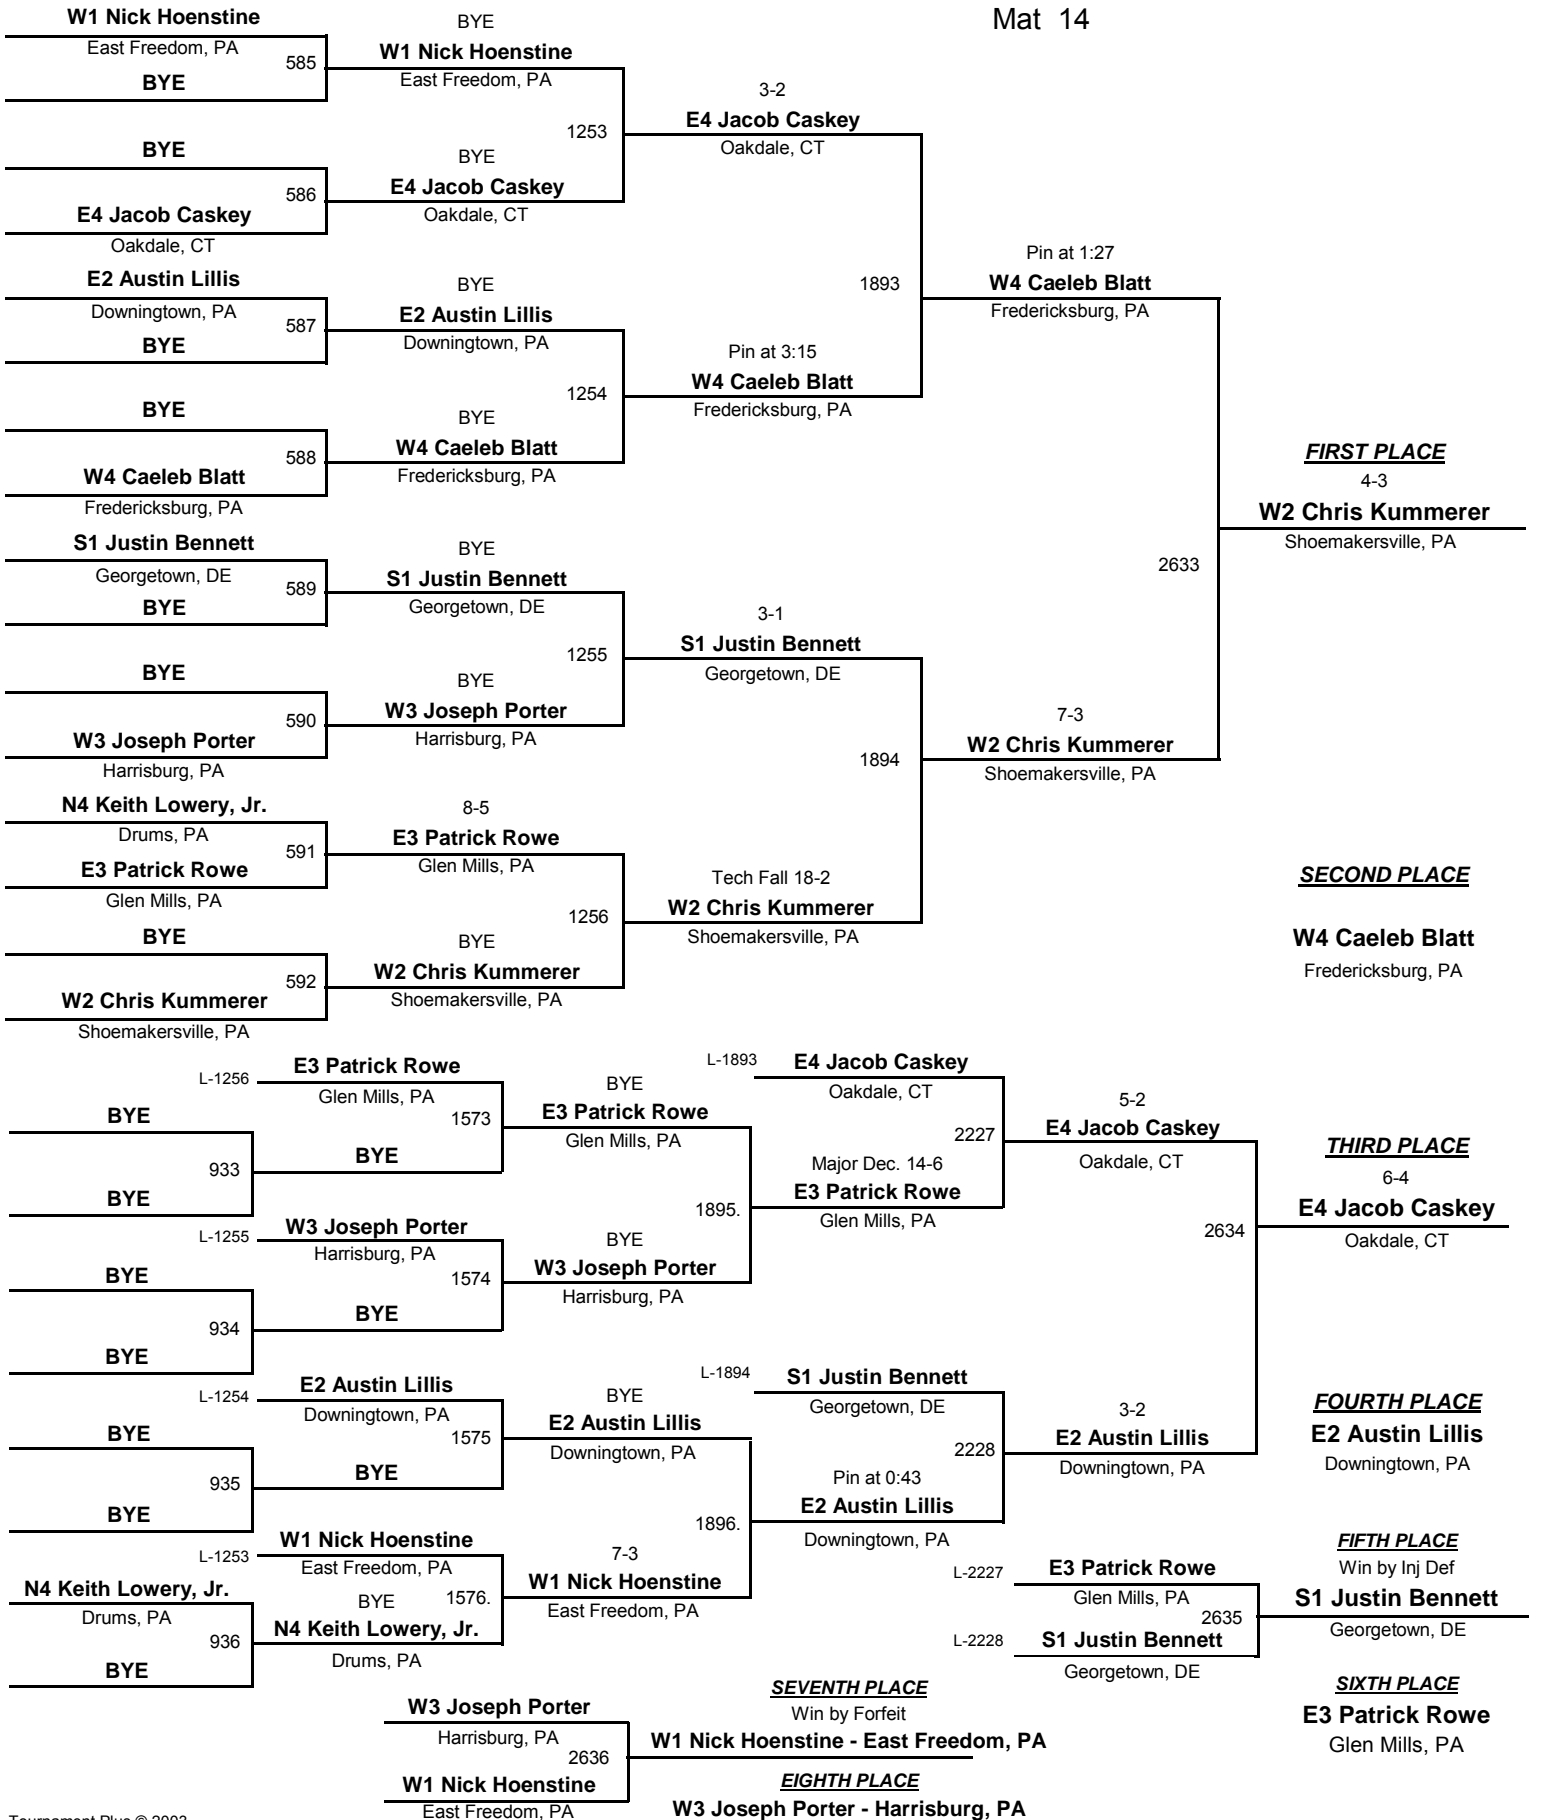 Mat 14
W1 Nick Hoenstine
East Freedom, PA
585
BYE
BYE
W1 Nick Hoenstine
East Freedom, PA
BYE
586
E4 Jacob Caskey
Oakdale, CT
1253
BYE
E4 Jacob Caskey
Oakdale, CT
3-2
E4 Jacob Caskey
Oakdale, CT
E2 Austin Lillis
Downingtown, PA
587
BYE
BYE
E2 Austin Lillis
Downingtown, PA
BYE
588
W4 Caeleb Blatt
Fredericksburg, PA
1254
BYE
W4 Caeleb Blatt
Fredericksburg, PA
Pin at 3:15
W4 Caeleb Blatt
Fredericksburg, PA
1893
Pin at 1:27
W4 Caeleb Blatt
Fredericksburg, PA
S1 Justin Bennett
Georgetown, DE
589
BYE
BYE
S1 Justin Bennett
Georgetown, DE
BYE
590
W3 Joseph Porter
Harrisburg, PA
1255
BYE
W3 Joseph Porter
Harrisburg, PA
3-1
S1 Justin Bennett
Georgetown, DE
N4 Keith Lowery, Jr.
Drums, PA
591
E3 Patrick Rowe
Glen Mills, PA
8-5
E3 Patrick Rowe
Glen Mills, PA
BYE
592
W2 Chris Kummerer
Shoemakersville, PA
1256
BYE
W2 Chris Kummerer
Shoemakersville, PA
Tech Fall 18-2
W2 Chris Kummerer
Shoemakersville, PA
1894
7-3
W2 Chris Kummerer
Shoemakersville, PA
2633
FIRST PLACE
4-3
W2 Chris Kummerer
Shoemakersville, PA
SECOND PLACE
W4 Caeleb Blatt
Fredericksburg, PA
L-1256
E3 Patrick Rowe
Glen Mills, PA
BYE
933
BYE
1573
BYE
BYE
E3 Patrick Rowe
Glen Mills, PA
L-1255
W3 Joseph Porter
Harrisburg, PA
BYE
934
BYE
1574
BYE
1895.
BYE
W3 Joseph Porter
Harrisburg, PA
L-1893
E4 Jacob Caskey
Oakdale, CT
2227
Major Dec. 14-6
E3 Patrick Rowe
Glen Mills, PA
5-2
E4 Jacob Caskey
Oakdale, CT
L-1254
E2 Austin Lillis
Downingtown, PA
BYE
935
BYE
1575
BYE
BYE
E2 Austin Lillis
Downingtown, PA
L-1253
W1 Nick Hoenstine
East Freedom, PA
N4 Keith Lowery, Jr.
Drums, PA
936
BYE
BYE
1576.
N4 Keith Lowery, Jr.
Drums, PA
1896.
7-3
W1 Nick Hoenstine
East Freedom, PA
L-1894
S1 Justin Bennett
Georgetown, DE
2228
Pin at 0:43
E2 Austin Lillis
Downingtown, PA
3-2
E2 Austin Lillis
Downingtown, PA
2634
THIRD PLACE
6-4
E4 Jacob Caskey
Oakdale, CT
FOURTH PLACE
E2 Austin Lillis
Downingtown, PA
L-2227
E3 Patrick Rowe
Glen Mills, PA
2635
L-2228
S1 Justin Bennett
Georgetown, DE
FIFTH PLACE
Win by Inj Def
S1 Justin Bennett
Georgetown, DE
SIXTH PLACE
E3 Patrick Rowe
Glen Mills, PA
W3 Joseph Porter
Harrisburg, PA
2636
W1 Nick Hoenstine
East Freedom, PA
SEVENTH PLACE
Win by Forfeit
W1 Nick Hoenstine - East Freedom, PA
EIGHTH PLACE
W3 Joseph Porter - Harrisburg, PA
Tournament Plus © 2003